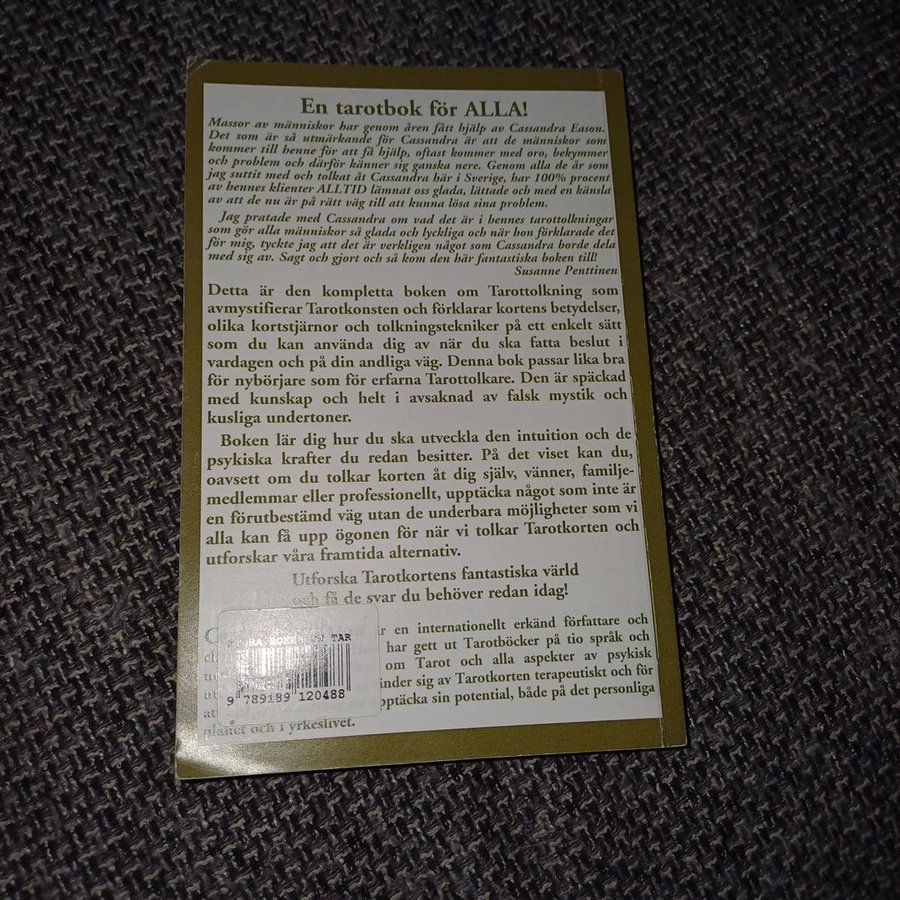 En tarotbok för ALLA!
Massor av människor har genom åren fått hjälp av Cassandra Eason.
Det som är så utmärkande för Cassandra är att de människor som
kommer till henne för att få hjälp, oftast kommer med oro, bekymmer
och problem och därför känner sig ganska nere. Genom alla de år som
jag suttit med och tolkat åt Cassandra här i Sverige, har 100% procent
av hennes klienter ALLTID lämnat oss glada, lättade och med en känsla
av att de nu är på rätt väg till att kunna lösa sina problem.
Jag pratade med Cassandra om vad det är i hennes tarottolkningar
som gör alla människor så glada och lyckliga och när hon förklarade det
för mig, tyckte jag att det är verkligen något som Cassandra borde dela
med sig av. Sagt och gjort och så kom den här fantastiska boken till!
Susanne Penttinen
Detta är den kompletta boken om Tarottolkning som
avmystifierar Tarotkonsten och förklarar kortens betydelser,
olika kortstjärnor och tolkningstekniker på ett enkelt sätt
som du kan använda dig av när du ska fatta beslut i
vardagen och på din andliga väg. Denna bok passar lika bra
för nybörjare som för erfarna Tarottolkare. Den är späckad
med kunskap och helt i avsaknad av falsk mystik och
kusliga undertoner.
Boken lär dig hur du ska utveckla den intuition och de
psykiska krafter du redan besitter. På det viset kan du,
oavsett om du tolkar korten åt dig själv, vänner, familje-
medlemmar eller professionellt, upptäcka något som inte är
en förutbestämd väg utan de underbara möjligheter som vi
alla kan få upp ögonen för när vi tolkar Tarotkorten och
utforskar våra framtida alternativ.
Utforska Tarotkortens fantastiska värld
och få de svar du behöver redan idag!
en internationellt erkänd författare och
har gett ut Tarotböcker på tio språk och
om Tarot och alla aspekter av psykisk
sig av Tarotkorten terapeutiskt och för
sin potential, både på det personliga
planet och i yrkeslivet.
STORA BOKEN OM TAR
9 789189 120488